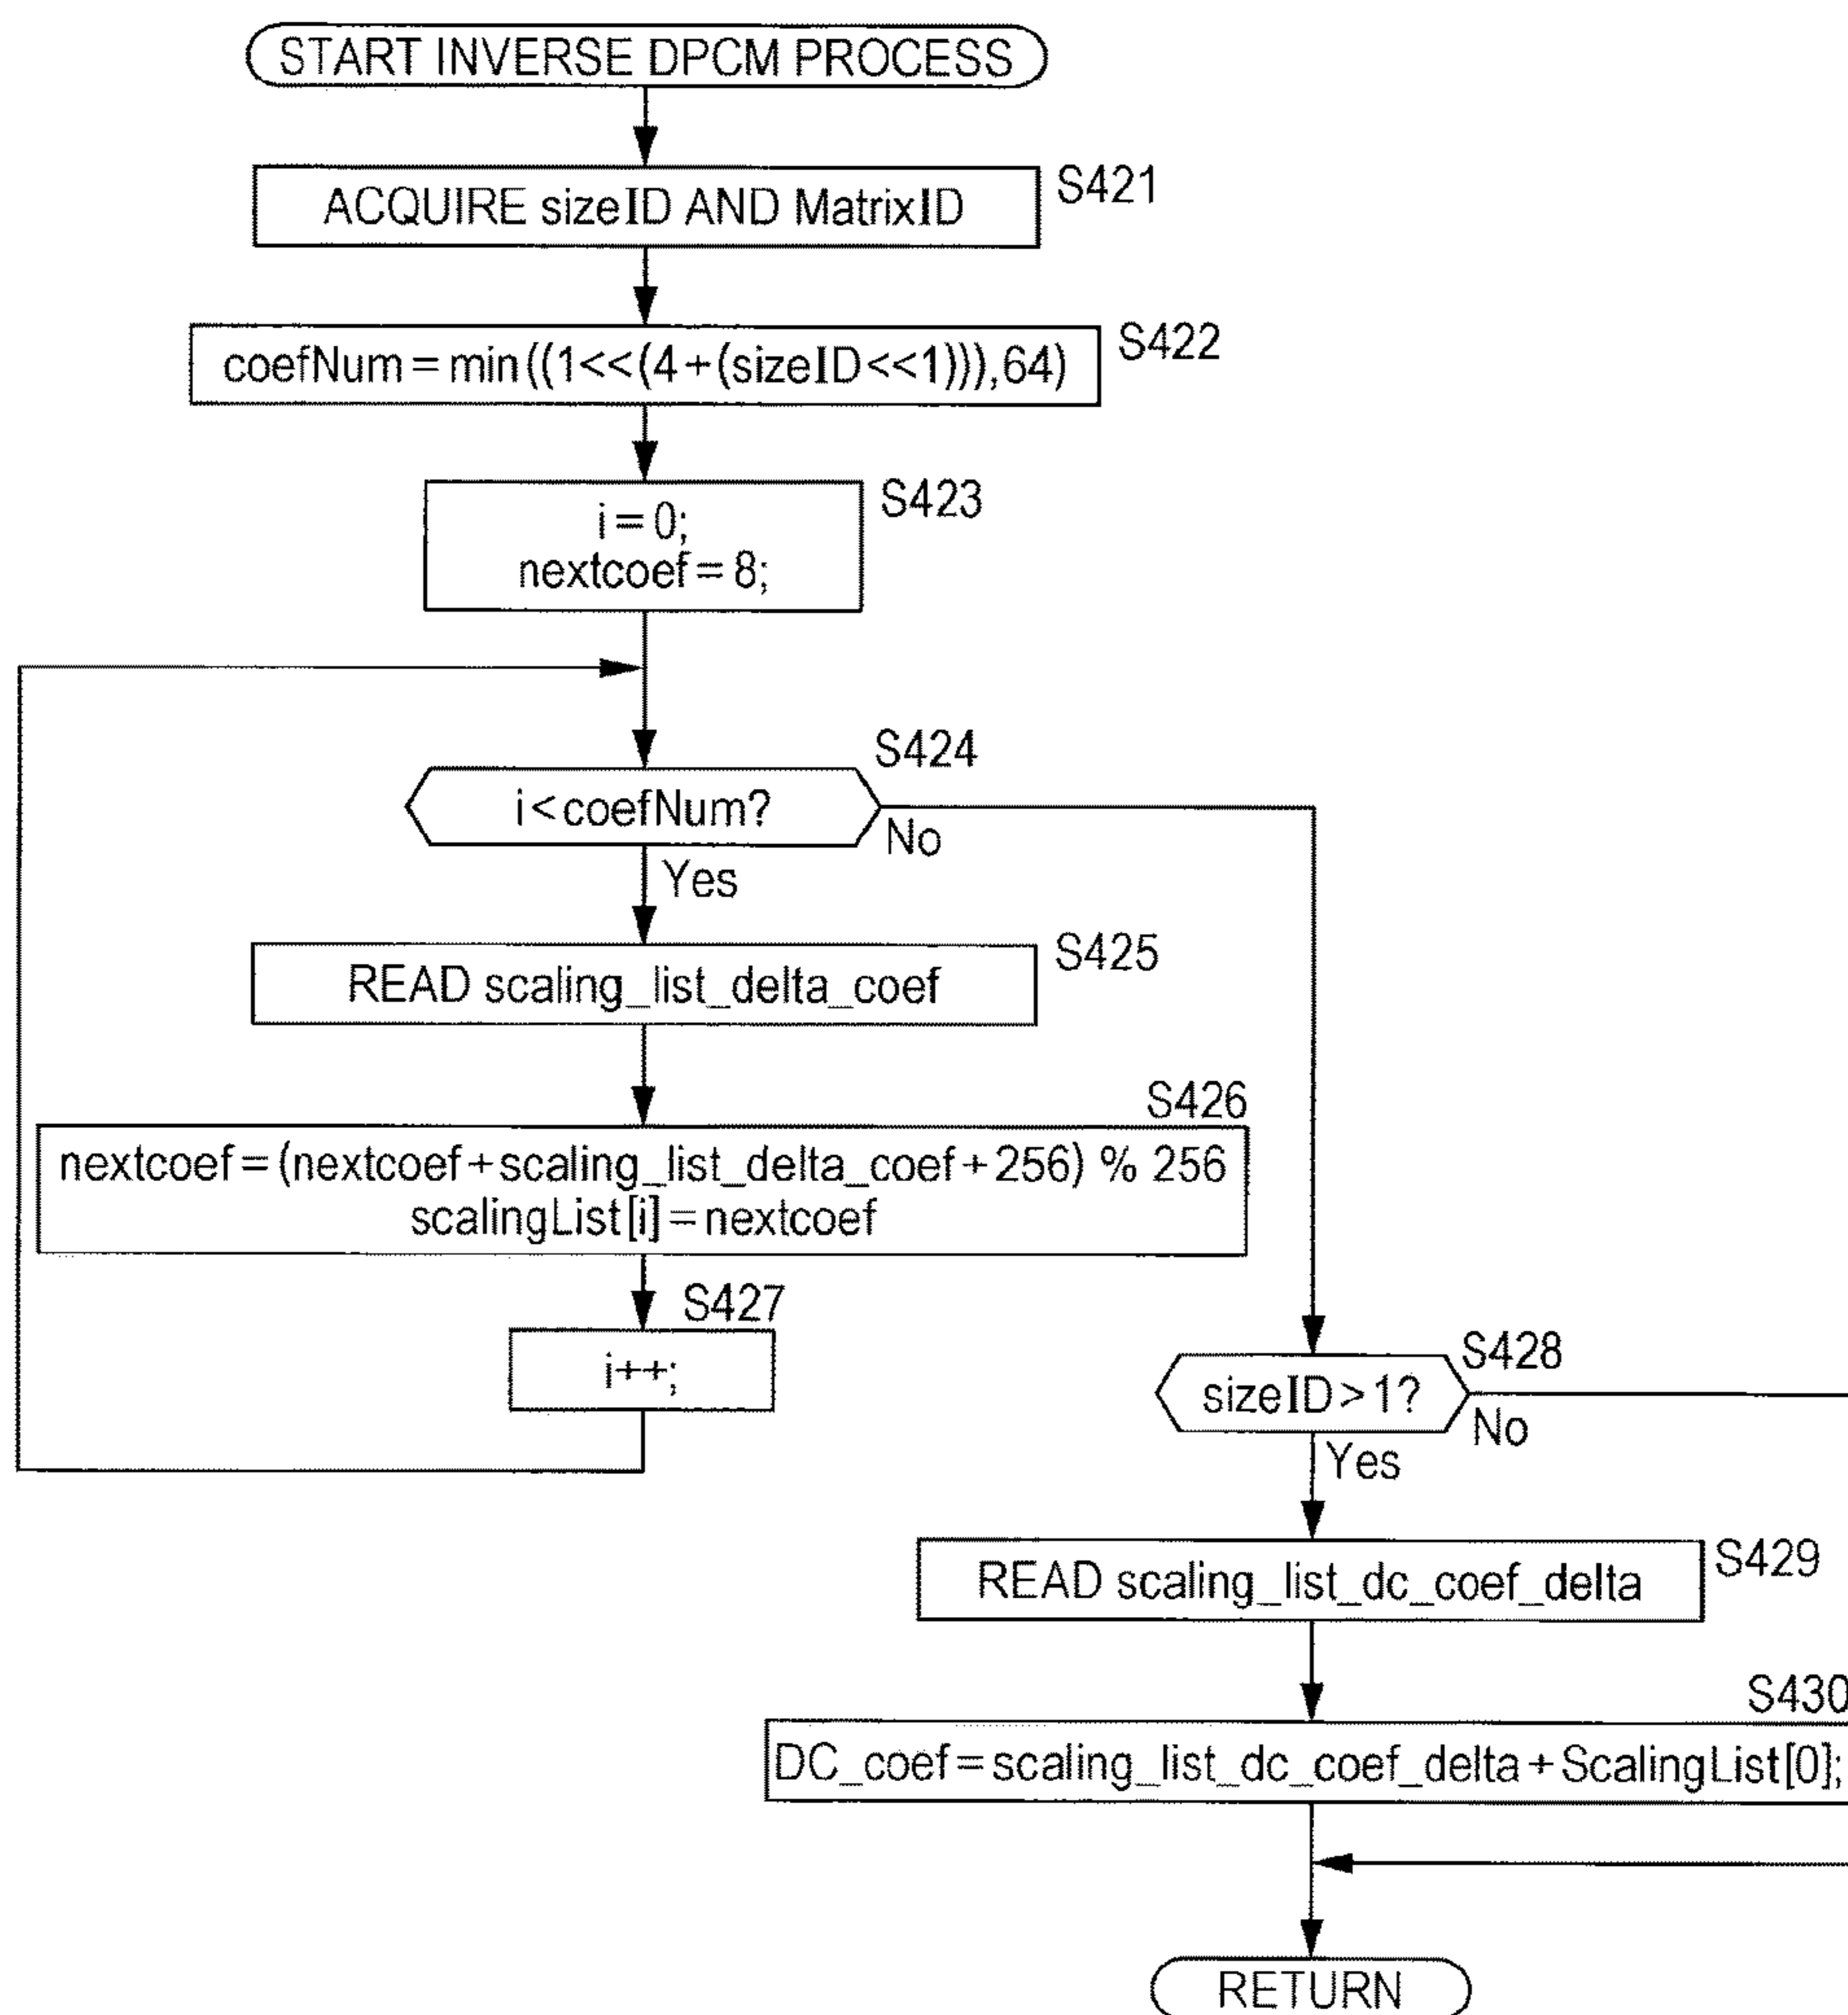 START INVERSE DPCM PROCESS
ACQUIRE sizeID AND MatrixID
S421
coefNum = min((1<<(4+(sizeID<<1))),64)
S422
i = 0;
nextcoef = 8;
S423
S424
i < coefNum?
No
Yes
READ scaling_list_delta_coef
S425
S426
nextcoef = (nextcoef + scaling_list_delta_coef + 256) % 256
scalingList[i] = nextcoef
S427
i++;
S428
sizeID > 1?
No
Yes
READ scaling_list_dc_coef_delta
S429
S430
DC_coef = scaling_list_dc_coef_delta + ScalingList[0};
RETURN